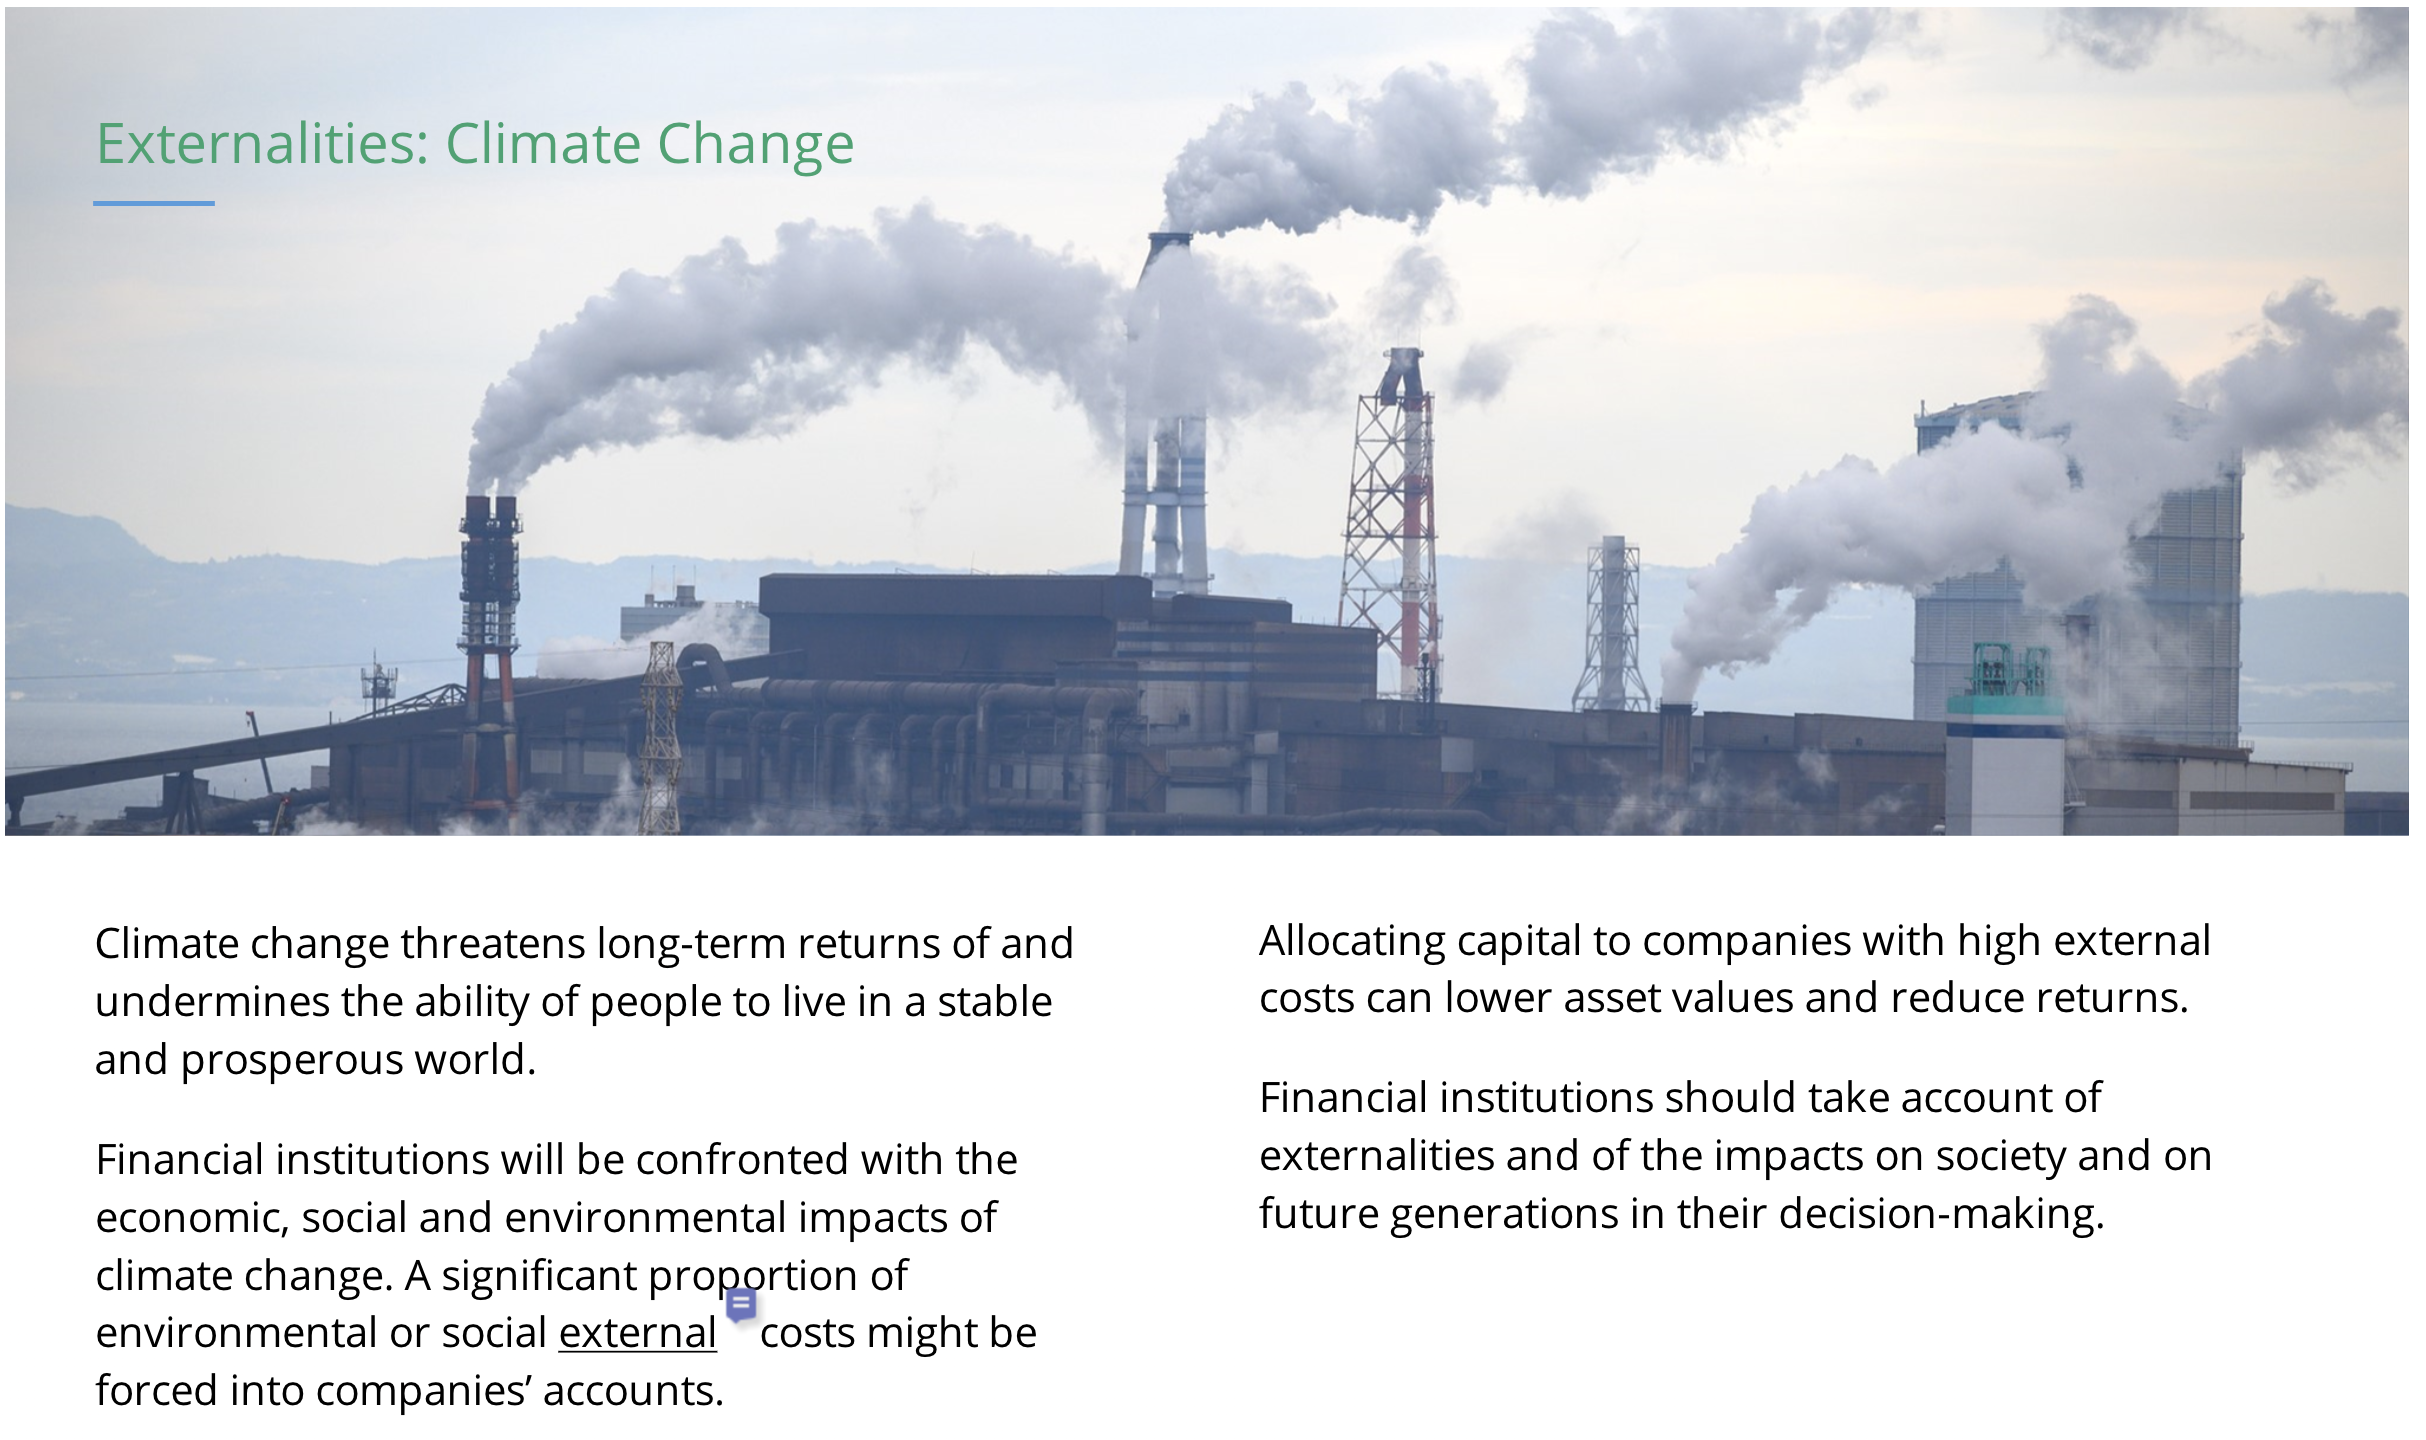 Externalities: Climate Change
Climate change threatens long-term returns of and
undermines the ability of people to live in a stable
and prosperous world.
Financial institutions will be confronted with the
economic, social and environmental impacts of
climate change. A significant proportion of
environmental or social external costs might be
forced into companies’ accounts.
Allocating capital to companies with high external
costs can lower asset values and reduce returns.
Financial institutions should take account of
externalities and of the impacts on society and on
future generations in their decision-making.